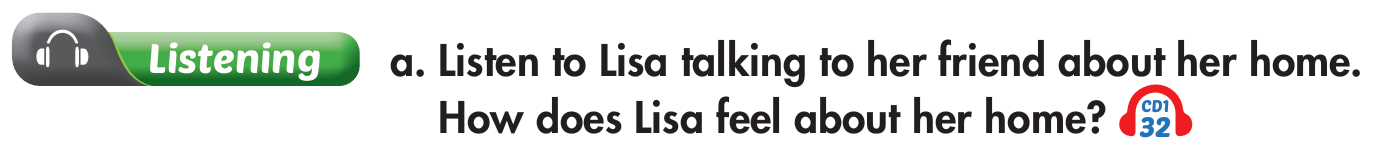 Listening a. Listen to Lisa talking to her friend about her home.
How does Lisa feel about her home? CD1
32